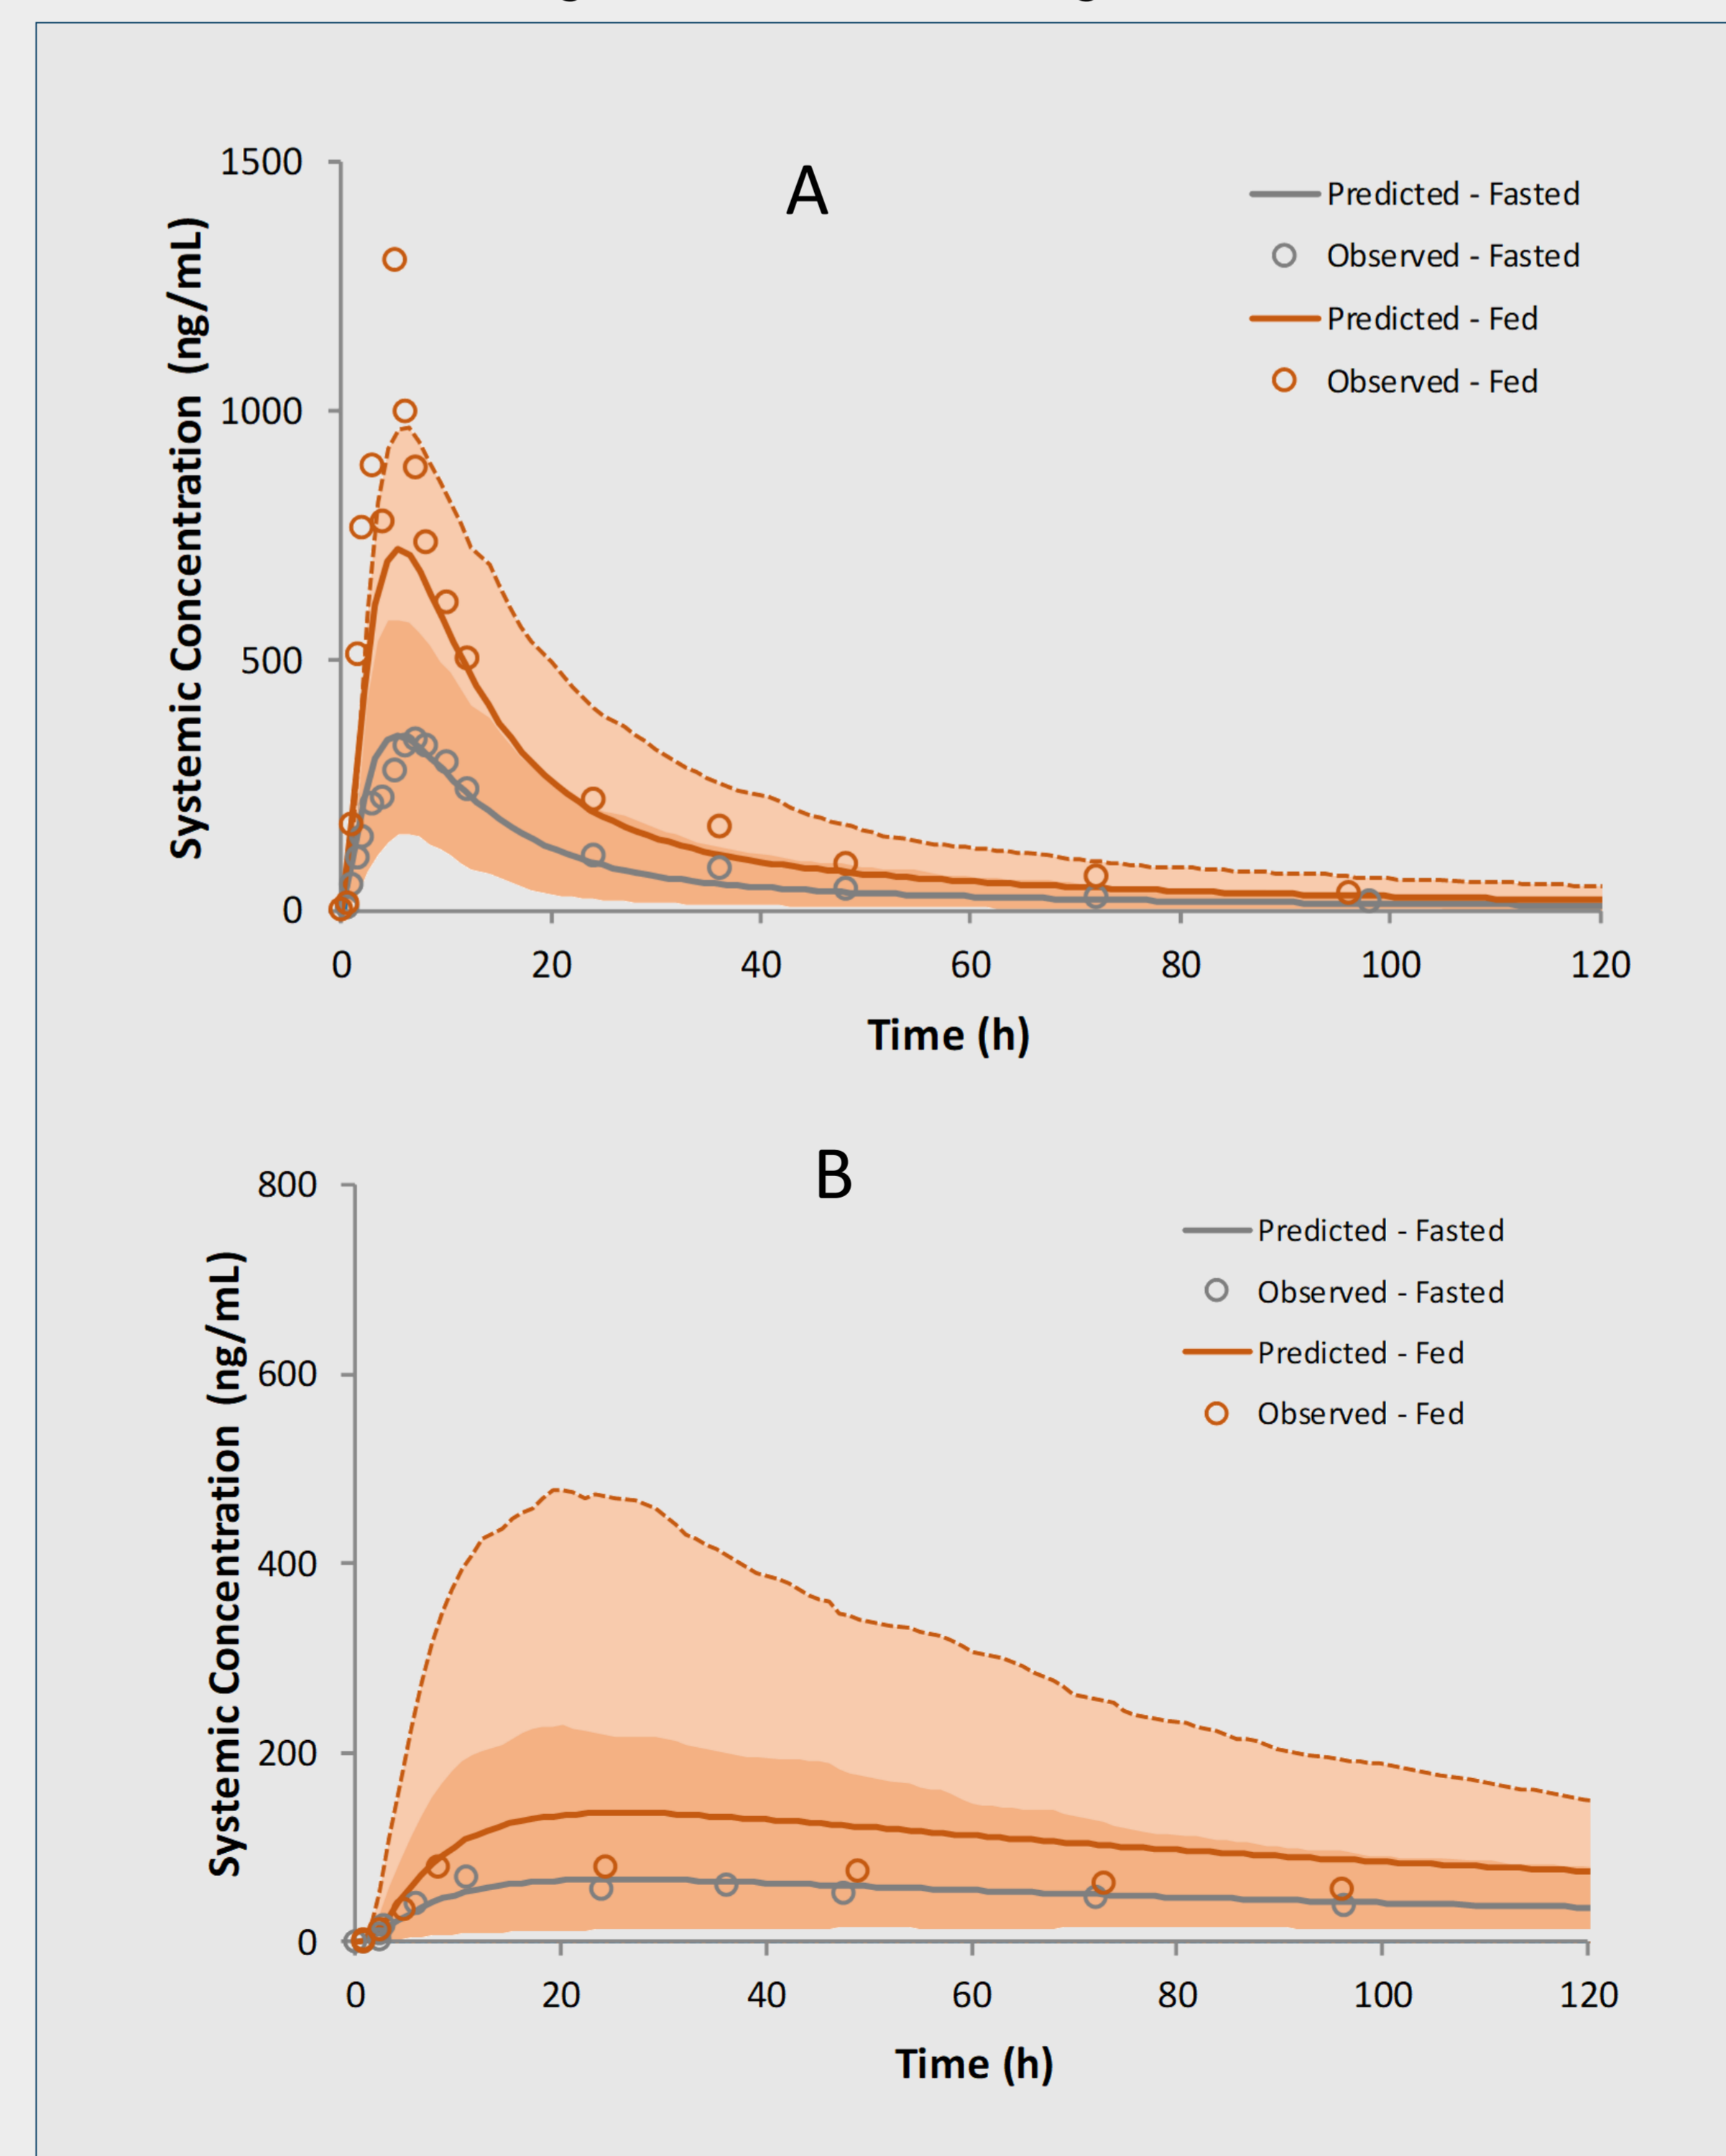 A
1500
1000
500
0
Systemic Concentration (ng/mL)
Predicted - Fasted
Observed - Fasted
Predicted - Fed
Observed - Fed
0 20 40 60 80 100 120
Time (h)
B
800
600
400
200
0
Systemic Concentration (ng/mL)
Predicted - Fasted
Observed - Fasted
Predicted - Fed
Observed - Fed
0 20 40 60 80 100 120
Time (h)